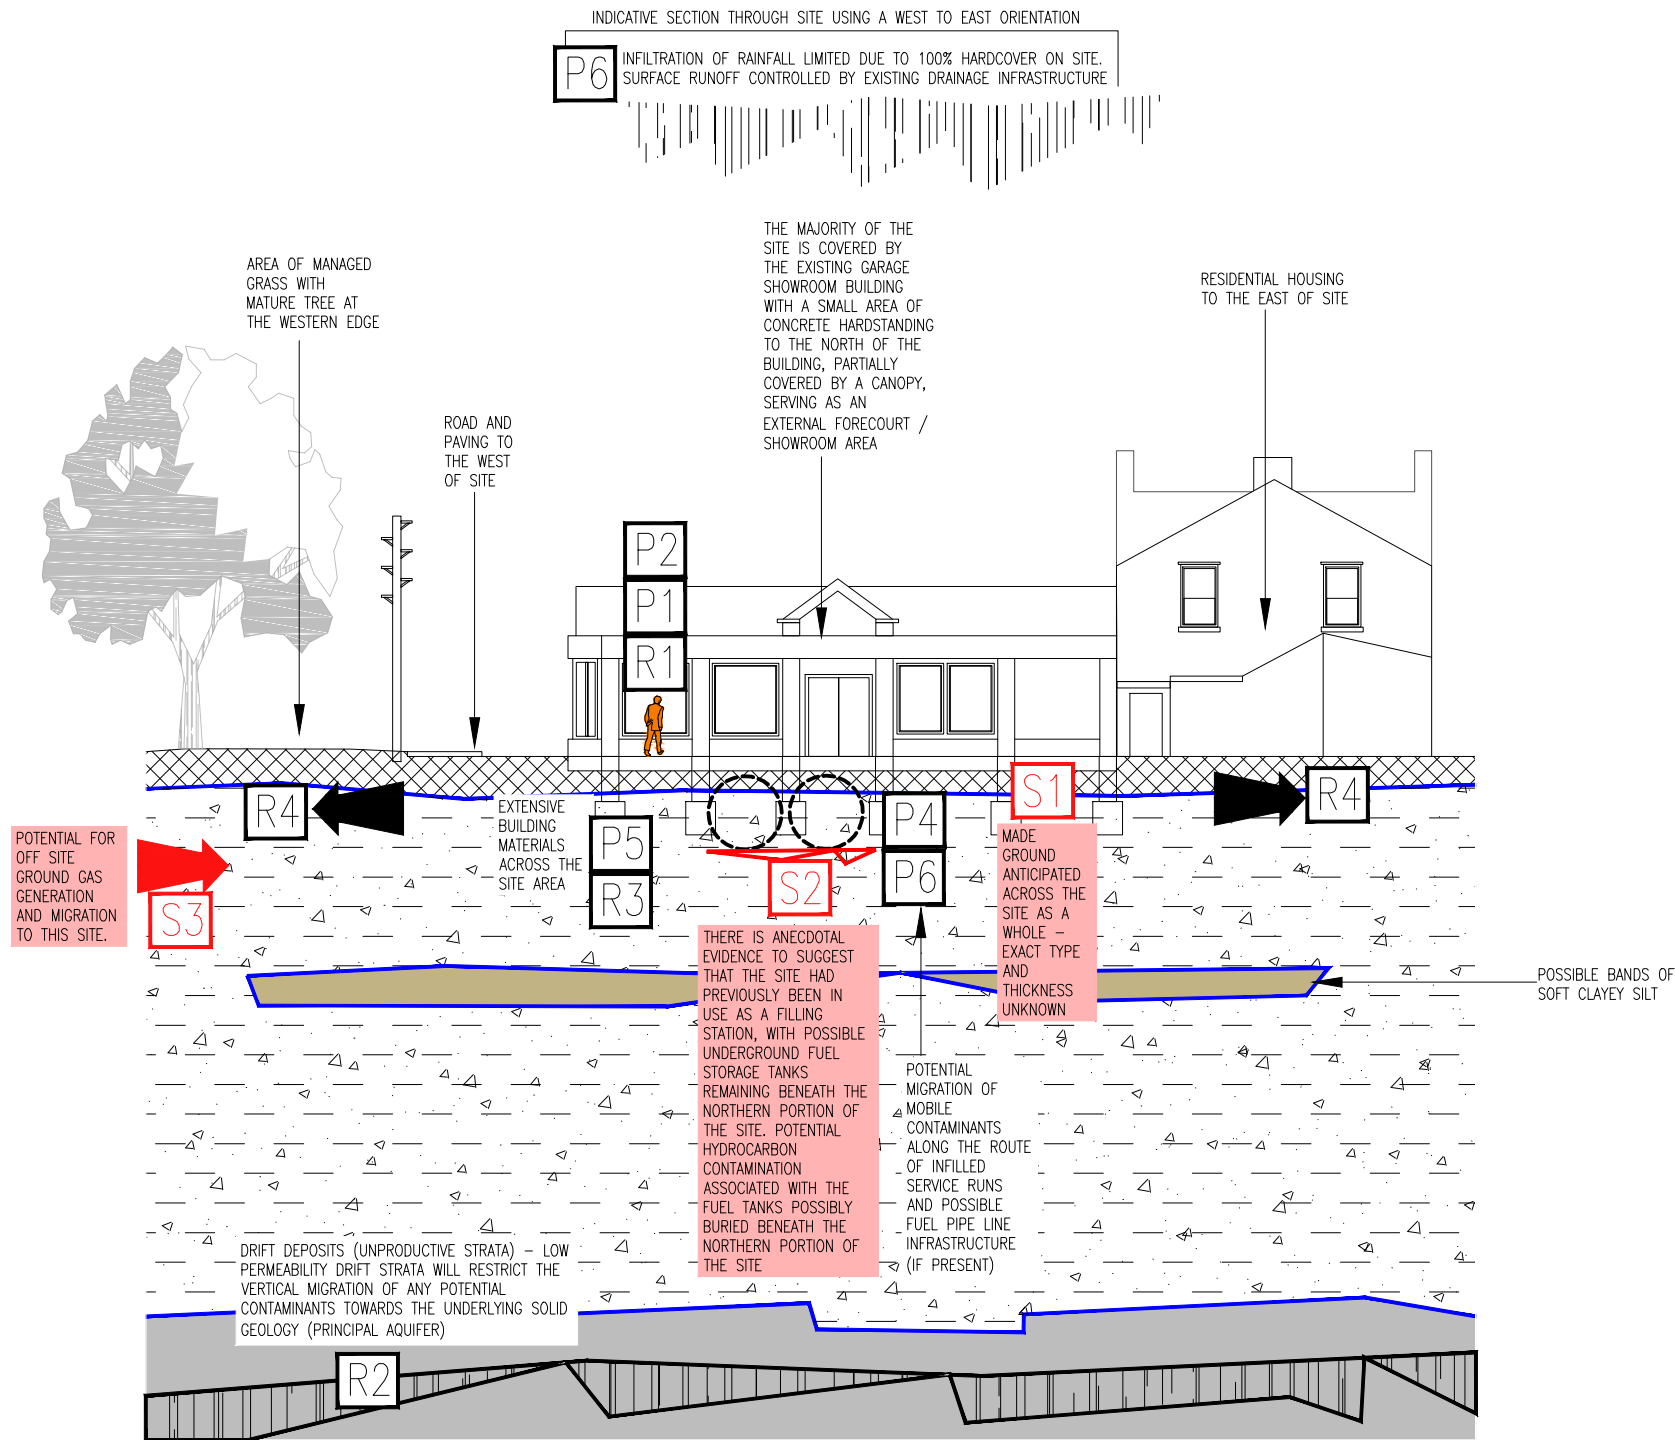 INDICATIVE SECTION THROUGH SITE USING A WEST TO EAST ORIENTATION
P6
INFILTRATION OF RAINFALL LIMITED DUE TO 100% HARDCOVER ON SITE.
SURFACE RUNOFF CONTROLLED BY EXISTING DRAINAGE INFRASTRUCTURE
AREA OF MANAGED
GRASS WITH
MATURE TREE AT
THE WESTERN EDGE
ROAD AND
PAVING TO
THE WEST
OF SITE
THE MAJORITY OF THE
SITE IS COVERED BY
THE EXISTING GARAGE
SHOWROOM BUILDING
WITH A SMALL AREA OF
CONCRETE HARDSTANDING
TO THE NORTH OF THE
BUILDING, PARTIALLY
COVERED BY A CANOPY,
SERVING AS AN
EXTERNAL FORECOURT /
SHOWROOM AREA
RESIDENTIAL HOUSING
TO THE EAST OF SITE
P2
P1
R1
R4
EXTENSIVE
BUILDING
MATERIALS
ACROSS THE
SITE AREA
P5
R3
S2
P4
P6
S1
R4
POTENTIAL FOR
OFF SITE
GROUND GAS
GENERATION
AND MIGRATION
TO THIS SITE.
S3
MADE
GROUND
ANTICIPATED
ACROSS THE
SITE AS A
WHOLE –
EXACT TYPE
AND
THICKNESS
UNKNOWN
THERE IS ANECDOTAL
EVIDENCE TO SUGGEST
THAT THE SITE HAD
PREVIOUSLY BEEN IN
USE AS A FILLING
STATION, WITH POSSIBLE
UNDERGROUND FUEL
STORAGE TANKS
REMAINING BENEATH THE
NORTHERN PORTION OF
THE SITE. POTENTIAL
HYDROCARBON
CONTAMINATION
ASSOCIATED WITH THE
FUEL TANKS POSSIBLY
BURIED BENEATH THE
NORTHERN PORTION OF
THE SITE
POSSIBLE BANDS OF
SOFT CLAYEY SILT
POTENTIAL
MIGRATION OF
MOBILE
CONTAMINANTS
ALONG THE ROUTE
OF INFILLED
SERVICE RUNS
AND POSSIBLE
FUEL PIPE LINE
INFRASTRUCTURE
(IF PRESENT)
DRIFT DEPOSITS (UNPRODUCTIVE STRATA) – LOW
PERMEABILITY DRIFT STRATA WILL RESTRICT THE
VERTICAL MIGRATION OF ANY POTENTIAL
CONTAMINANTS TOWARDS THE UNDERLYING SOLID
GEOLOGY (PRINCIPAL AQUIFER)
R2